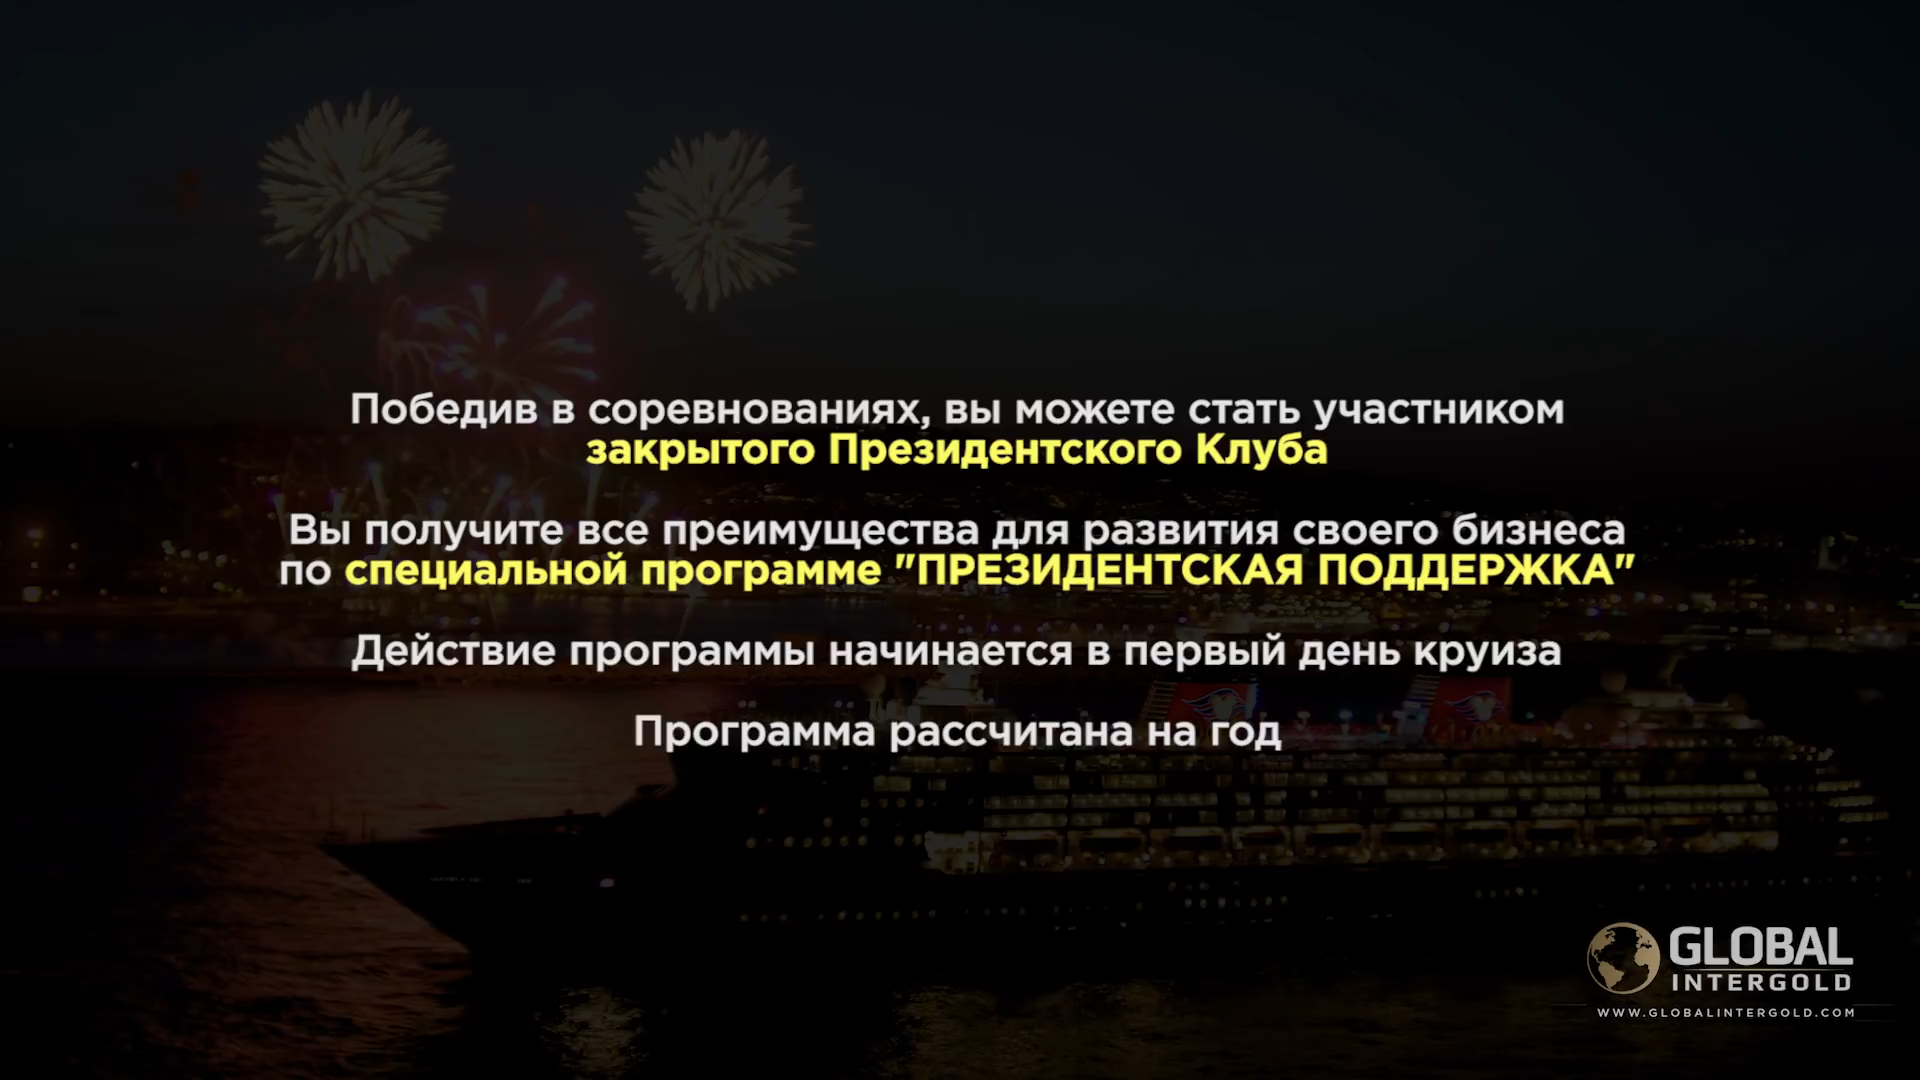 Победив в соревнованиях, вы можете стать участником
закрытого Президентского Клуба
Вы получите все преимущества для развития своего бизнеса
по специальной программе "ПРЕЗИДЕНТСКАЯ ПОДДЕРЖКА"
Действие программы начинается в первый день круиза
Программа рассчитана на год
GLOBAL
INTERGOLD
WWW.GLOBALINTERGOLD.COM